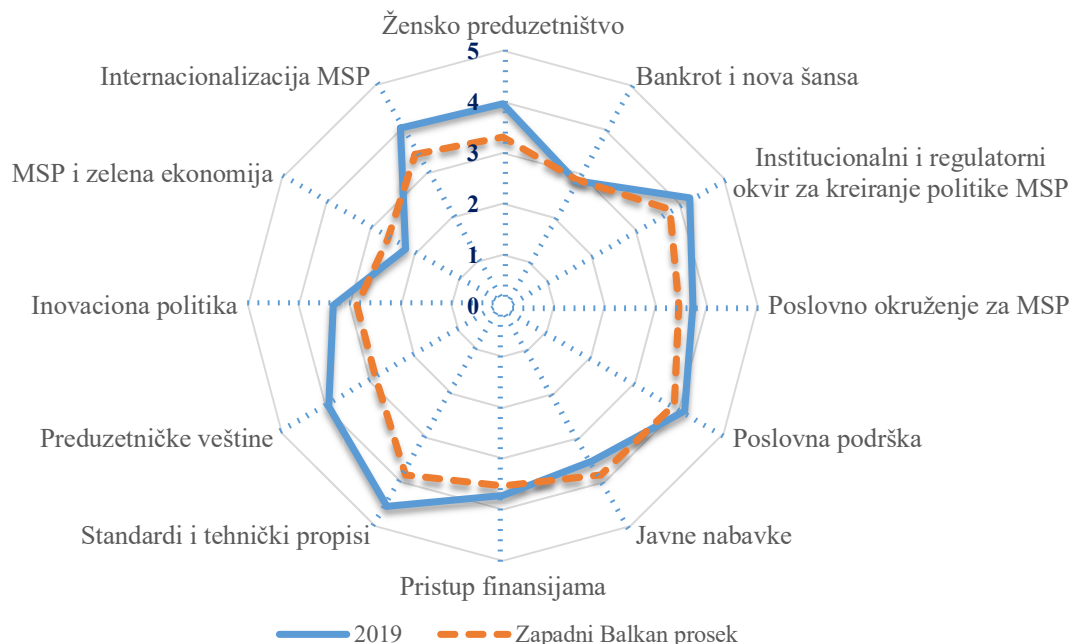 Žensko preduzetništvo
5
Internacionalizacija MSP
Bankrot i nova šansa
4
3
MSP i zelena ekonomija
Institucionalni i regulatorni
okvir za kreiranje politike MSP
2
1
Inovaciona politika
0
Poslovno okruženje za MSP
Preduzetničke veštine
Poslovna podrška
Standardi i tehnički propisi
Javne nabavke
Pristup finansijama
2019
Zapadni Balkan prosek